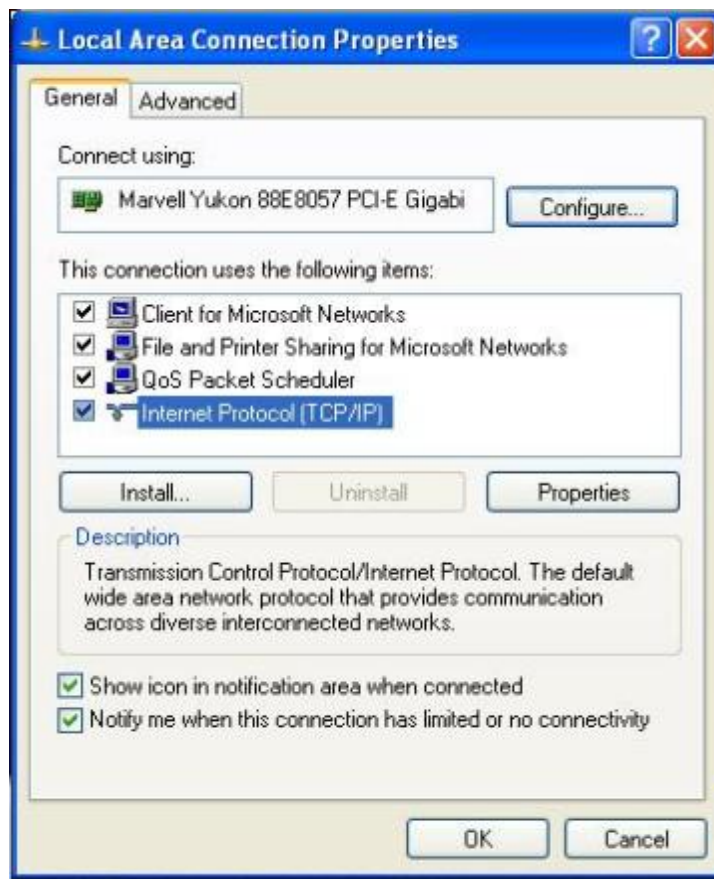 Local Area Connection Properties
General Advanced
Connect using:
Marvell Yukon 88E8057 PCI-E Gigabi Configure...
This connection uses the following items:
Client for Microsoft Networks
File and Printer Sharing for Microsoft Networks
QoS Packet Scheduler
Internet Protocol (TCP/IP)
Install... Uninstall Properties
Description
Transmission Control Protocol/Internet Protocol. The default
wide area network protocol that provides communication
across diverse interconnected networks.
Show icon in notification area when connected
Notify me when this connection has limited or no connectivity
OK Cancel